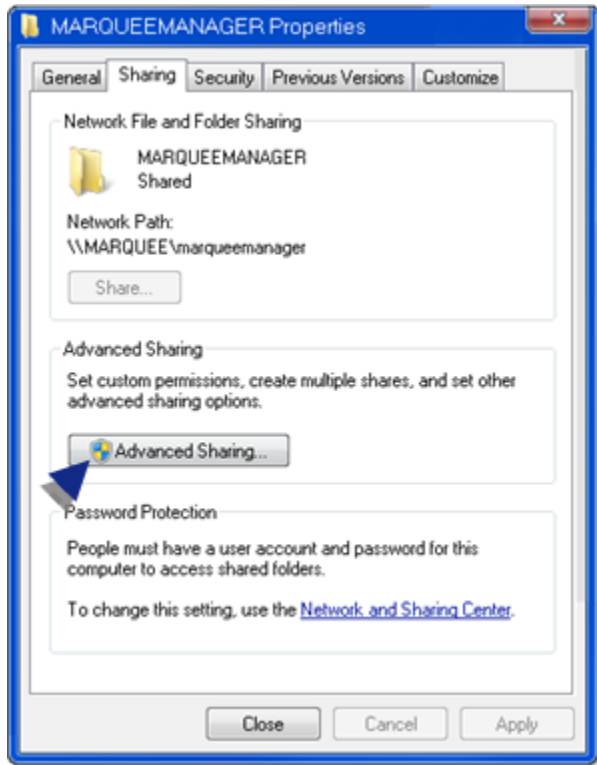 MARQUEEMANAGER Properties
General Sharing Security Previous Versions Customize
Network File and Folder Sharing
MARQUEEMANAGER
Shared
Network Path:
\\MARQUEE\marqueemanager
Share...
Advanced Sharing
Set custom permissions, create multiple shares, and set other
advanced sharing options.
Advanced Sharing...
Password Protection
People must have a user account and password for this
computer to access shared folders.
To change this setting, use the Network and Sharing Center.
Close Cancel Apply